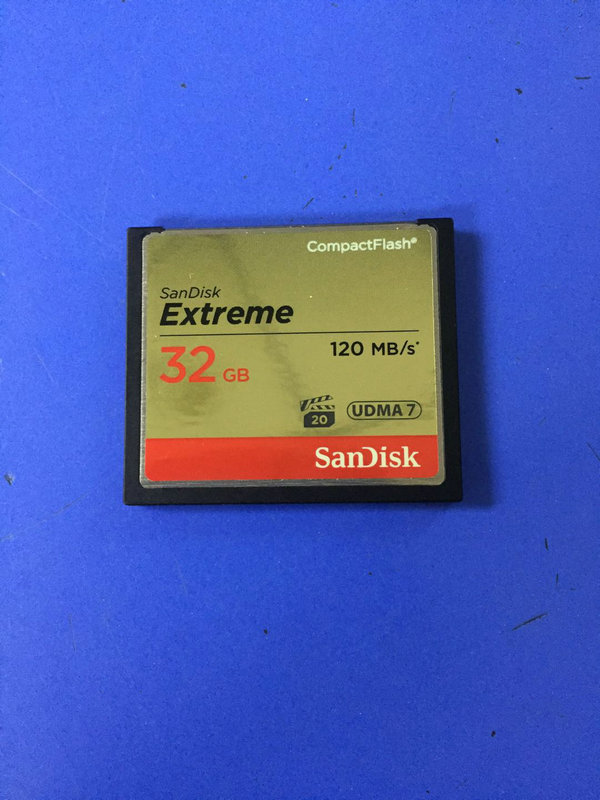 CompactFlash®
SanDisk
Extreme
32 GB
120 MB/s*
20
UDMA 7
SanDisk